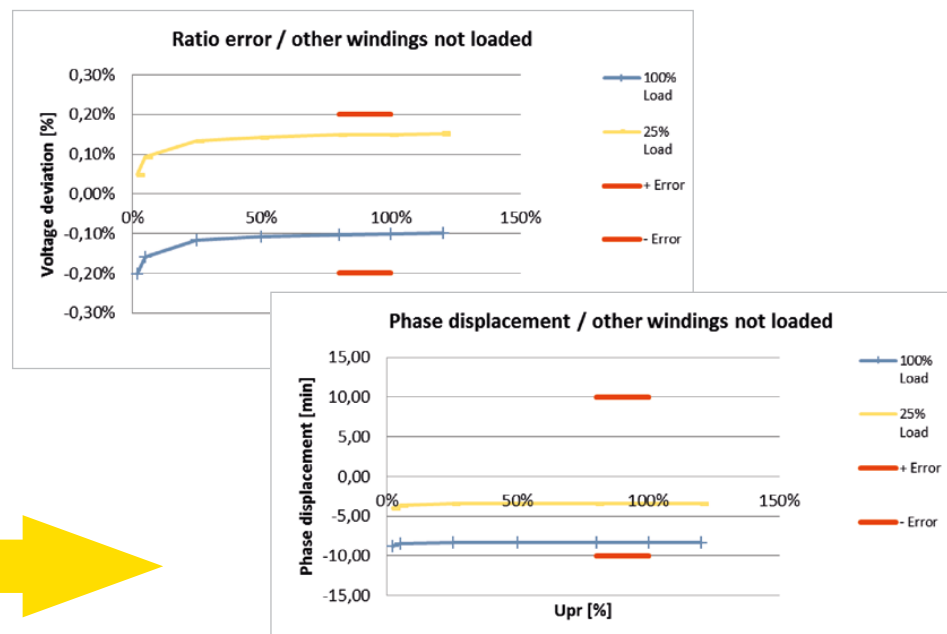 Ratio error / other windings not loaded
Voltage deviation [%]
0,30%
0,20%
0,10%
0,00%
-0,10%
-0,20%
-0,30%
0%
50%
100%
150%
100%
Load
25%
Load
+ Error
- Error
Phase displacement / other windings not loaded
Phase displacement [min]
15,00
10,00
5,00
0,00
-5,00
-10,00
-15,00
0%
50%
100%
150%
Upr [%]
100%
Load
25%
Load
+ Error
- Error